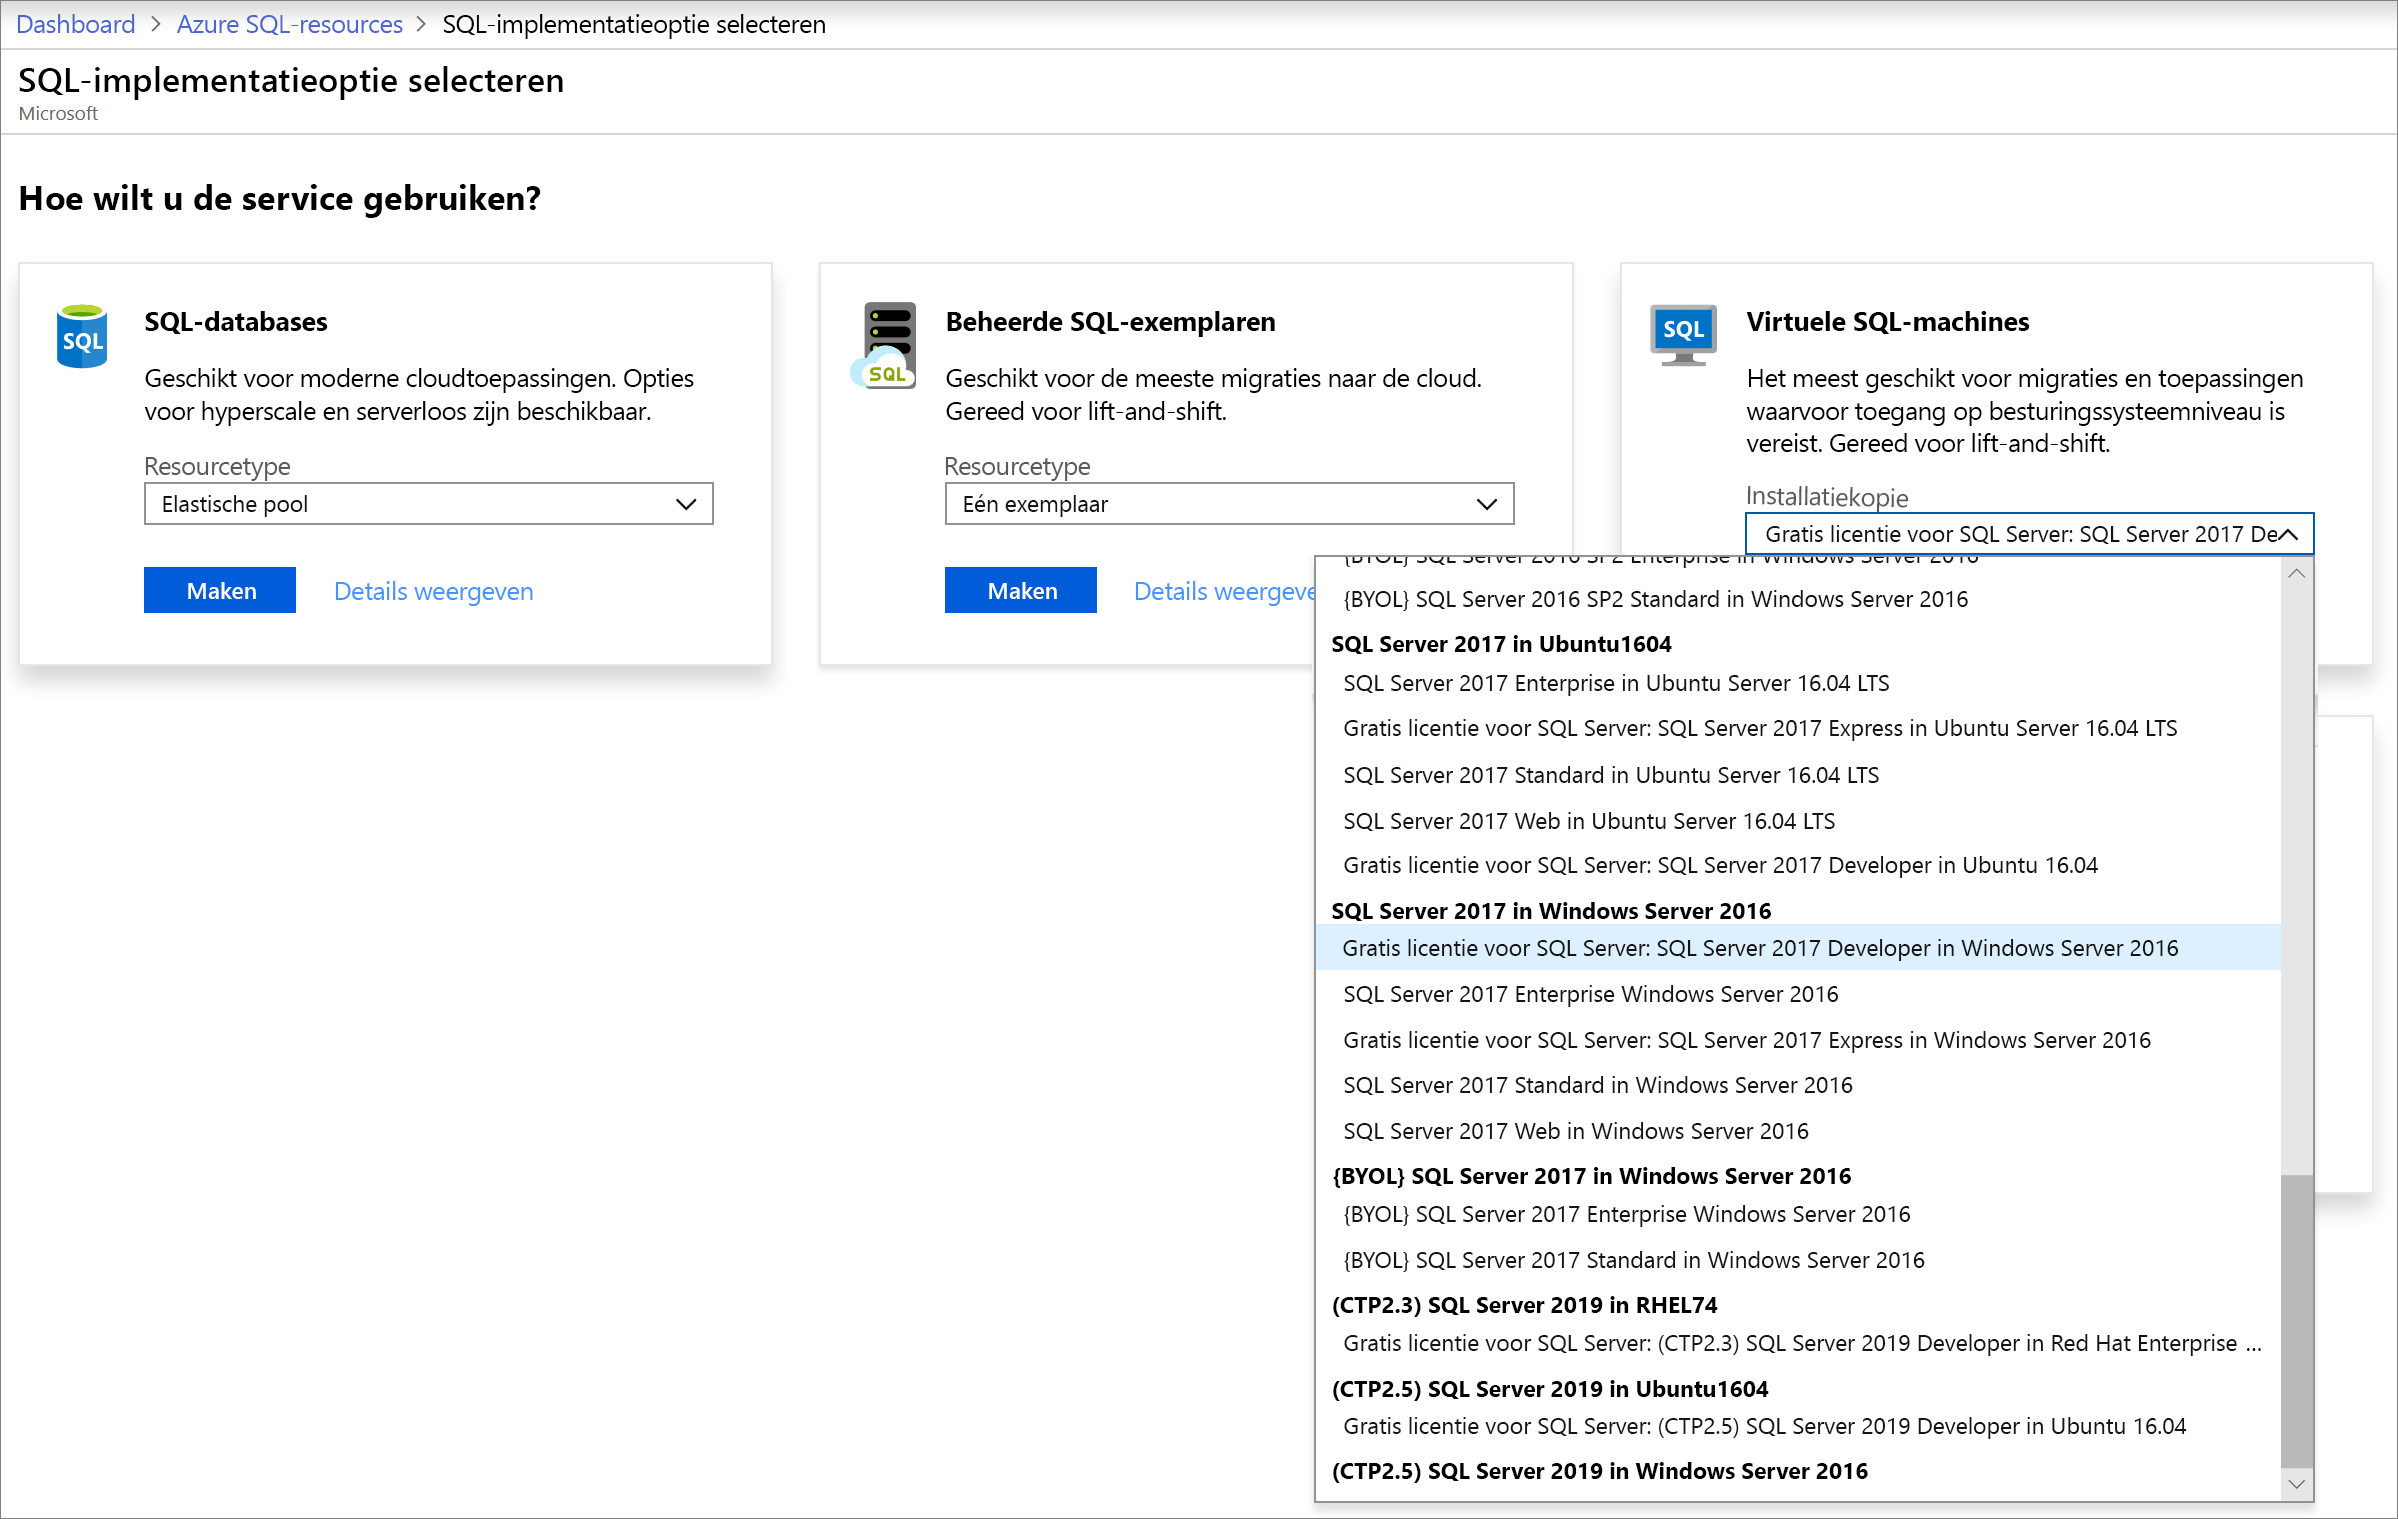 Dashboard > Azure SQL-resources > SQL-implementatieoptie selecteren
SQL-implementatieoptie selecteren
Microsoft
Hoe wilt u de service gebruiken?
SQL
SQL-databases
Geschikt voor moderne cloudtoepassingen. Opties
voor hyperscale en serverloos zijn beschikbaar.
Resourcetype
Elastische pool
Maken
Details weergeven
SQL
Beheerde SQL-exemplaren
Geschikt voor de meeste migraties naar de cloud.
Gereed voor lift-and-shift.
Resourcetype
Eén exemplaar
Maken
Details weergeve
SQL
Virtuele SQL-machines
Het meest geschikt voor migraties en toepassingen
waarvoor toegang op besturingssysteemniveau is
vereist. Gereed voor lift-and-shift.
Installatiekopie
Gratis licentie voor SQL Server: SQL Server 2017 De
{BYOL} SQL Server 2016 SP2 Enterprise in Windows Server 2016
{BYOL} SQL Server 2016 SP2 Standard in Windows Server 2016
SQL Server 2017 in Ubuntu1604
SQL Server 2017 Enterprise in Ubuntu Server 16.04 LTS
Gratis licentie voor SQL Server: SQL Server 2017 Express in Ubuntu Server 16.04 LTS
SQL Server 2017 Standard in Ubuntu Server 16.04 LTS
SQL Server 2017 Web in Ubuntu Server 16.04 LTS
Gratis licentie voor SQL Server: SQL Server 2017 Developer in Ubuntu 16.04
SQL Server 2017 in Windows Server 2016
Gratis licentie voor SQL Server: SQL Server 2017 Developer in Windows Server 2016
SQL Server 2017 Enterprise Windows Server 2016
Gratis licentie voor SQL Server: SQL Server 2017 Express in Windows Server 2016
SQL Server 2017 Standard in Windows Server 2016
SQL Server 2017 Web in Windows Server 2016
{BYOL} SQL Server 2017 in Windows Server 2016
{BYOL} SQL Server 2017 Enterprise Windows Server 2016
{BYOL} SQL Server 2017 Standard in Windows Server 2016
(CTP2.3) SQL Server 2019 in RHEL74
Gratis licentie voor SQL Server: (CTP2.3) SQL Server 2019 Developer in Red Hat Enterprise ...
(CTP2.5) SQL Server 2019 in Ubuntu1604
Gratis licentie voor SQL Server: (CTP2.5) SQL Server 2019 Developer in Ubuntu 16.04
(CTP2.5) SQL Server 2019 in Windows Server 2016